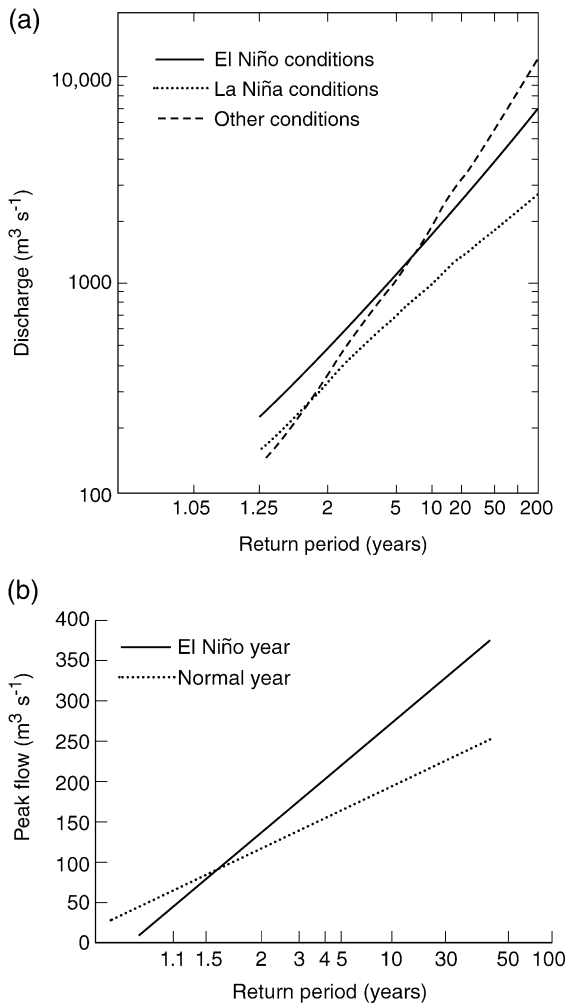 (a)
El Niño conditions
La Niña conditions
Other conditions
10,000
1000
100
Discharge (m³ s⁻¹)
1.05 1.25 2 5 10 20 50 200
Return period (years)
(b)
El Niño year
Normal year
400
350
300
250
200
150
100
50
0
Peak flow (m³ s⁻¹)
1.1 1.5 2 3 4 5 10 30 50 100
Return period (years)